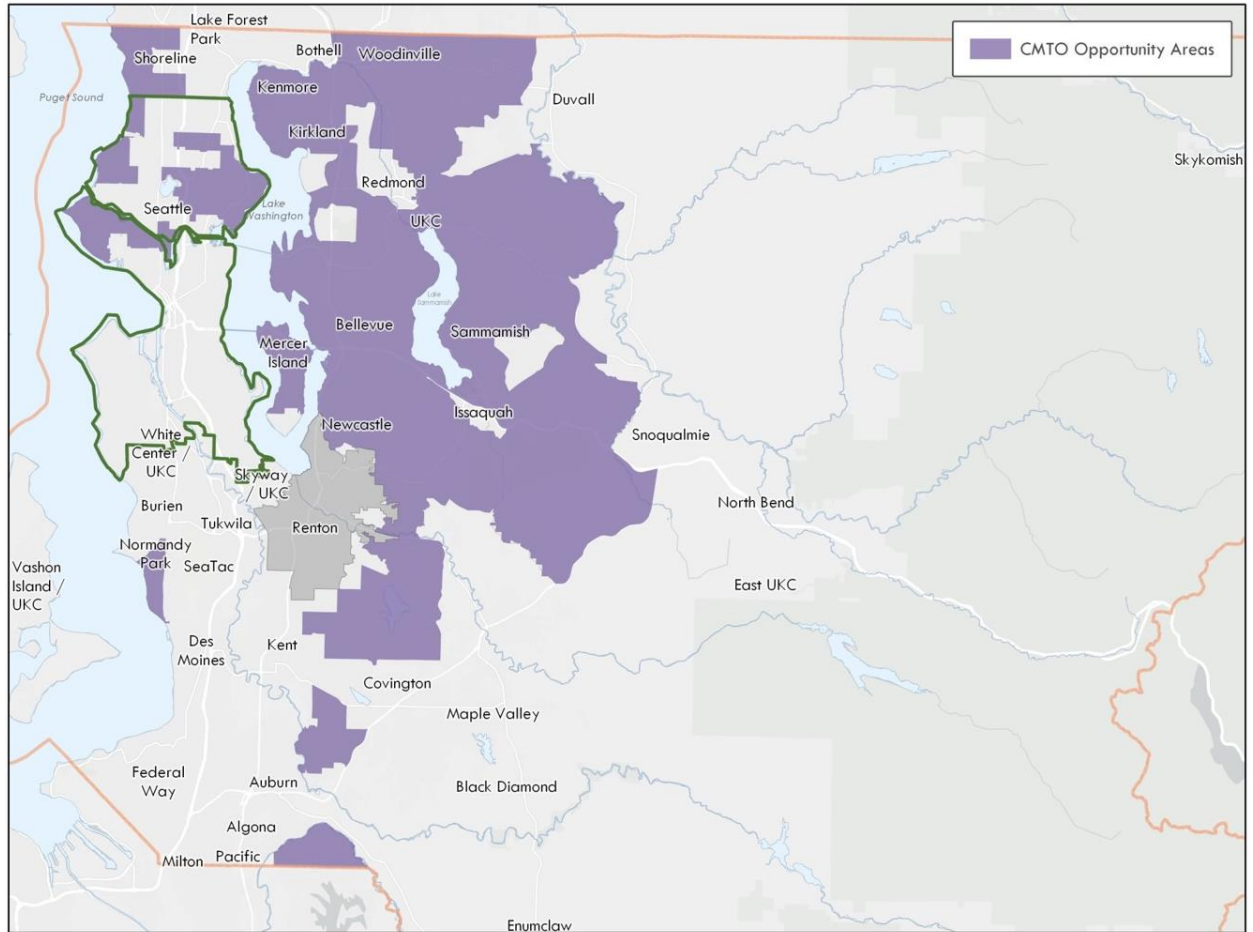 Lake Forest
Park
Shoreline
Bothell
Woodinville
CMTO Opportunity Areas
Puget Sound
Kenmore
Duvall
Kirkland
Skykomish
Redmond
Seattle
Lake
Washington
UKC
Lake
Sammamish
Bellevue
Sammamish
Mercer
Island
Issaquah
Newcastle
Snoqualmie
White
Center /
UKC
Skyway
/ UKC
North Bend
Burien
Tukwila
Renton
Normandy
Park
SeaTac
Vashon
Island /
UKC
East UKC
Des
Moines
Kent
Covington
Maple Valley
Federal
Way
Auburn
Black Diamond
Algona
Milton
Pacific
Enumclaw